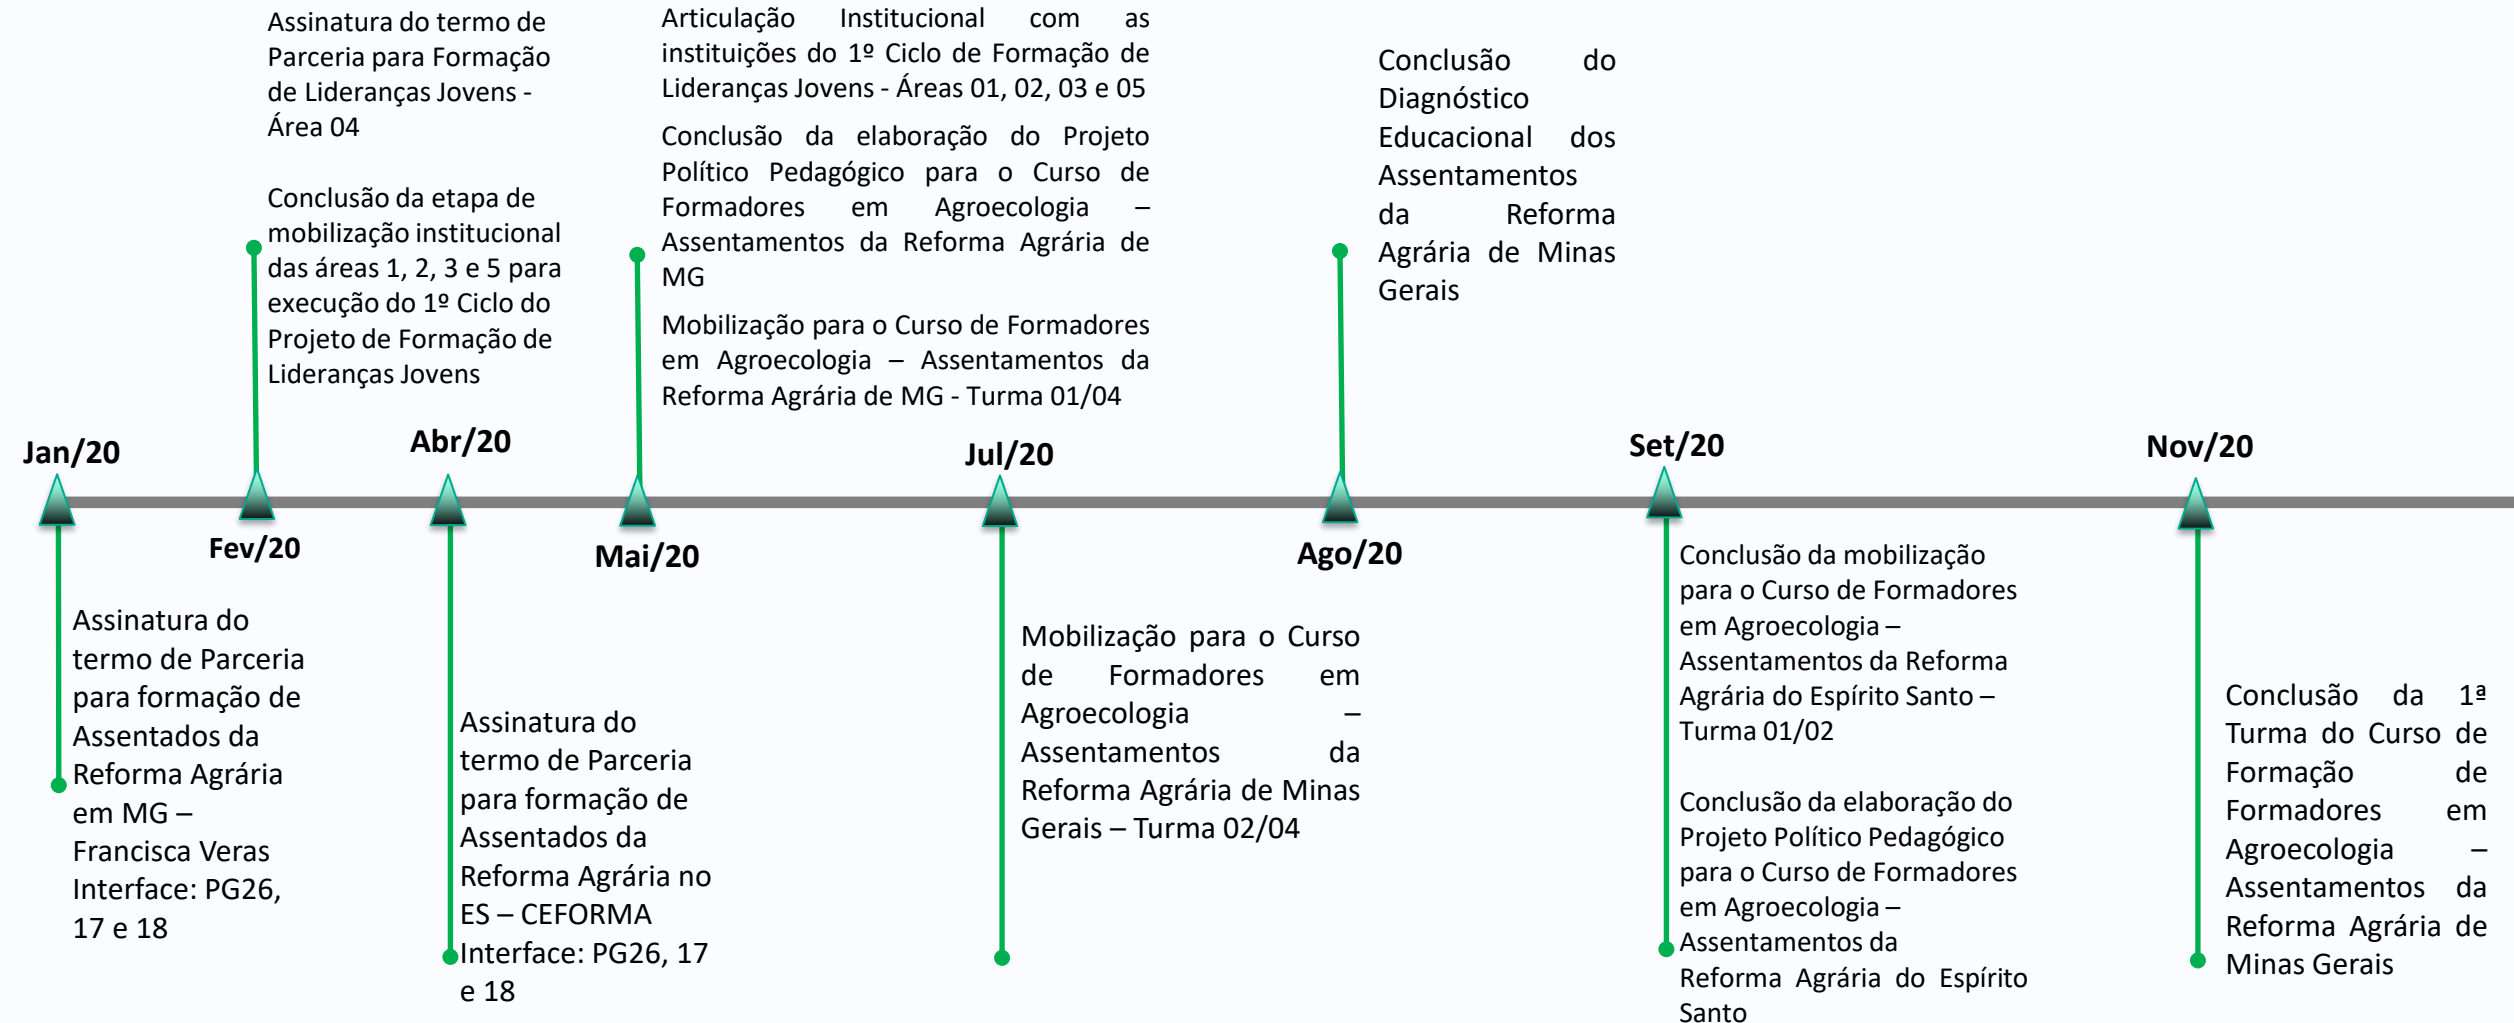 Assinatura do termo de
Parceria para Formação
de Lideranças Jovens -
Área 04
Conclusão da etapa de
mobilização institucional
das áreas 1, 2, 3 e 5 para
execução do 1º Ciclo do
Projeto de Formação de
Lideranças Jovens
Articulação Institucional com as
instituições do 1º Ciclo de Formação de
Lideranças Jovens - Áreas 01, 02, 03 e 05
Conclusão da elaboração do Projeto
Político Pedagógico para o Curso de
Formadores em Agroecologia –
Assentamentos da Reforma Agrária de
MG
Mobilização para o Curso de Formadores
em Agroecologia – Assentamentos da
Reforma Agrária de MG - Turma 01/04
Conclusão do
Diagnóstico
Educacional dos
Assentamentos
da Reforma
Agrária de Minas
Gerais
Jan/20
Fev/20
Abr/20
Mai/20
Jul/20
Ago/20
Set/20
Nov/20
Assinatura do
termo de Parceria
para formação de
Assentados da
Reforma Agrária
em MG –
Francisca Veras
Interface: PG26,
17 e 18
Assinatura do
termo de Parceria
para formação de
Assentados da
Reforma Agrária no
ES – CEFORMA
Interface: PG26, 17
e 18
Mobilização para o Curso
de Formadores em
Agroecologia –
Assentamentos da
Reforma Agrária de Minas
Gerais – Turma 02/04
Conclusão da mobilização
para o Curso de Formadores
em Agroecologia –
Assentamentos da Reforma
Agrária do Espírito Santo –
Turma 01/02
Conclusão da elaboração do
Projeto Político Pedagógico
para o Curso de Formadores
em Agroecologia –
Assentamentos da
Reforma Agrária do Espírito
Santo
Conclusão da 1ª
Turma do Curso de
Formação de
Formadores em
Agroecologia –
Assentamentos da
Reforma Agrária de
Minas Gerais